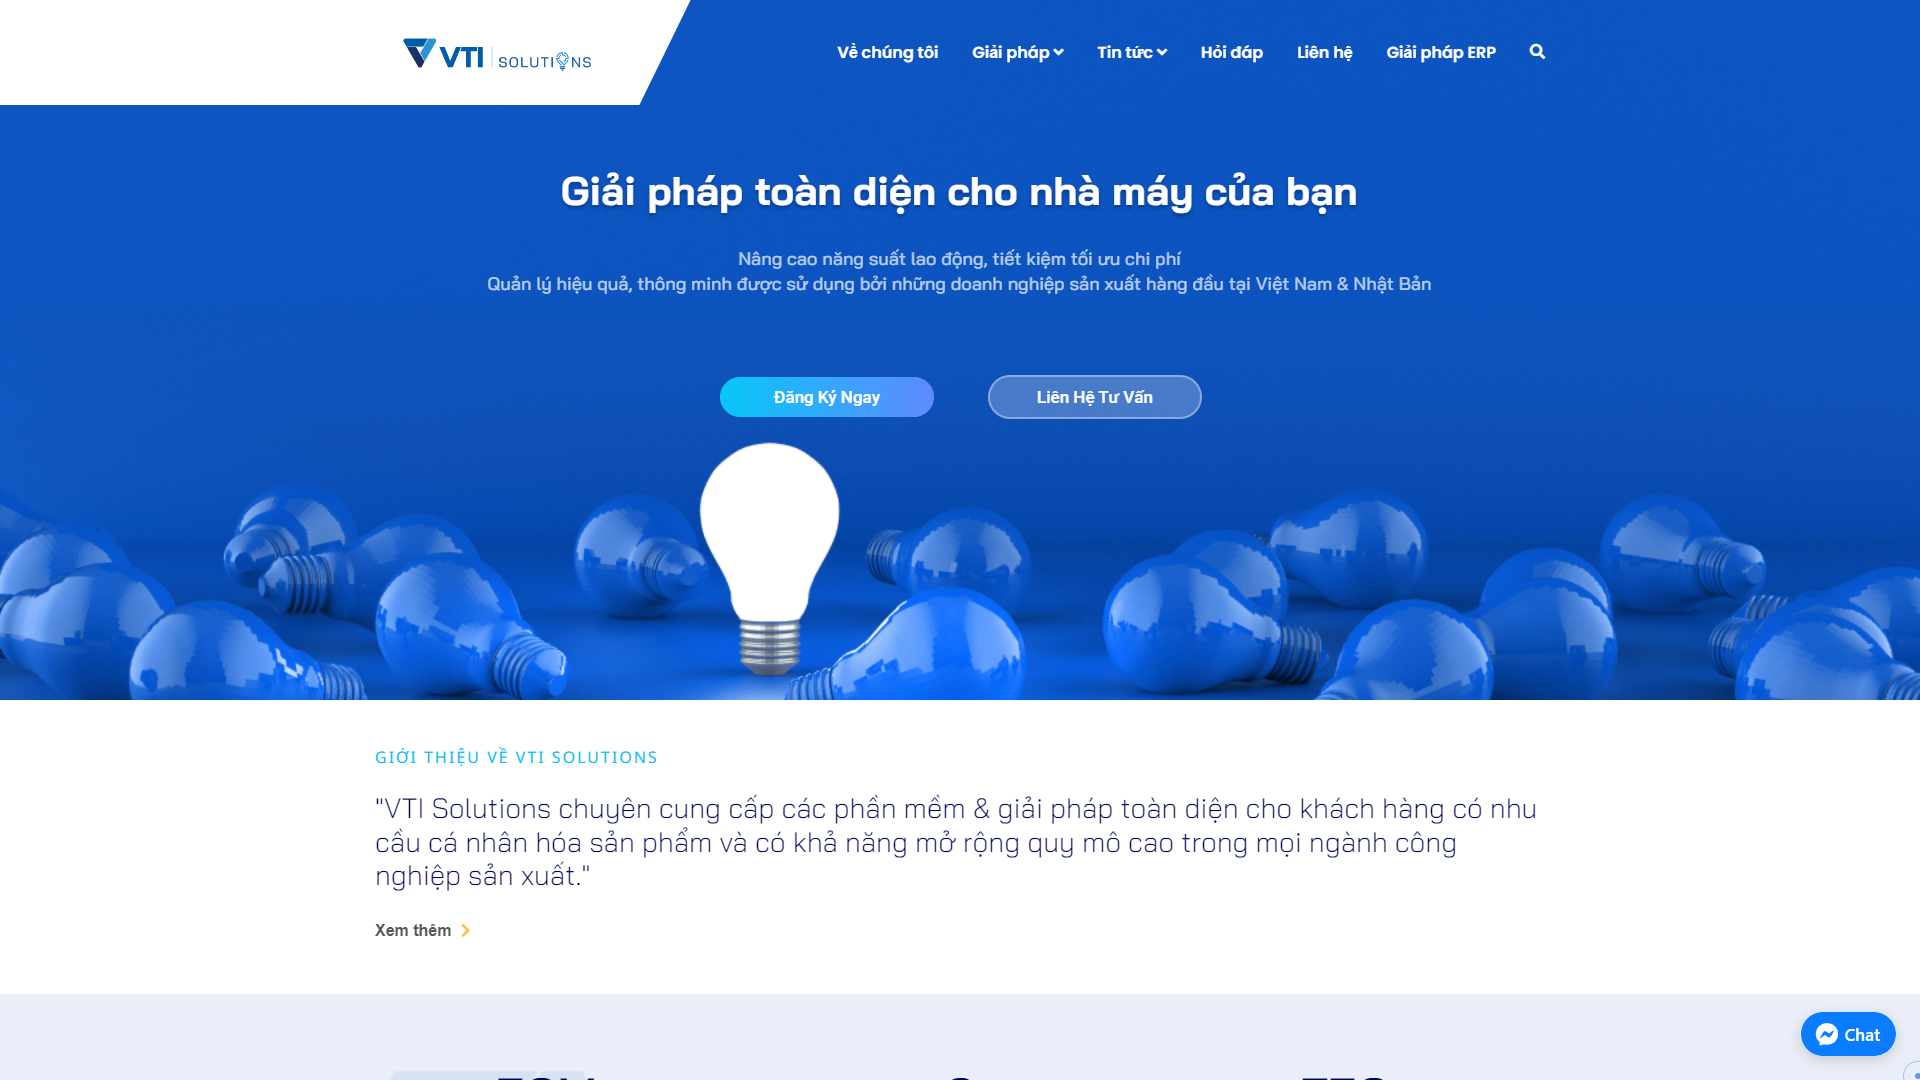 VTI SOLUTIONS
Về chúng tôi Giải pháp Tin tức Hỏi đáp Liên hệ Giải pháp ERP
Giải pháp toàn diện cho nhà máy của bạn
Nâng cao năng suất lao động, tiết kiệm tối ưu chi phí
Quản lý hiệu quả, thông minh được sử dụng bởi những doanh nghiệp sản xuất hàng đầu tại Việt Nam & Nhật Bản
Đăng Ký Ngay Liên Hệ Tư Vấn
GIỚI THIỆU VỀ VTI SOLUTIONS
"VTI Solutions chuyên cung cấp các phần mềm & giải pháp toàn diện cho khách hàng có nhu
cầu cá nhân hóa sản phẩm và có khả năng mở rộng quy mô cao trong mọi ngành công
nghiệp sản xuất."
Xem thêm
Chat